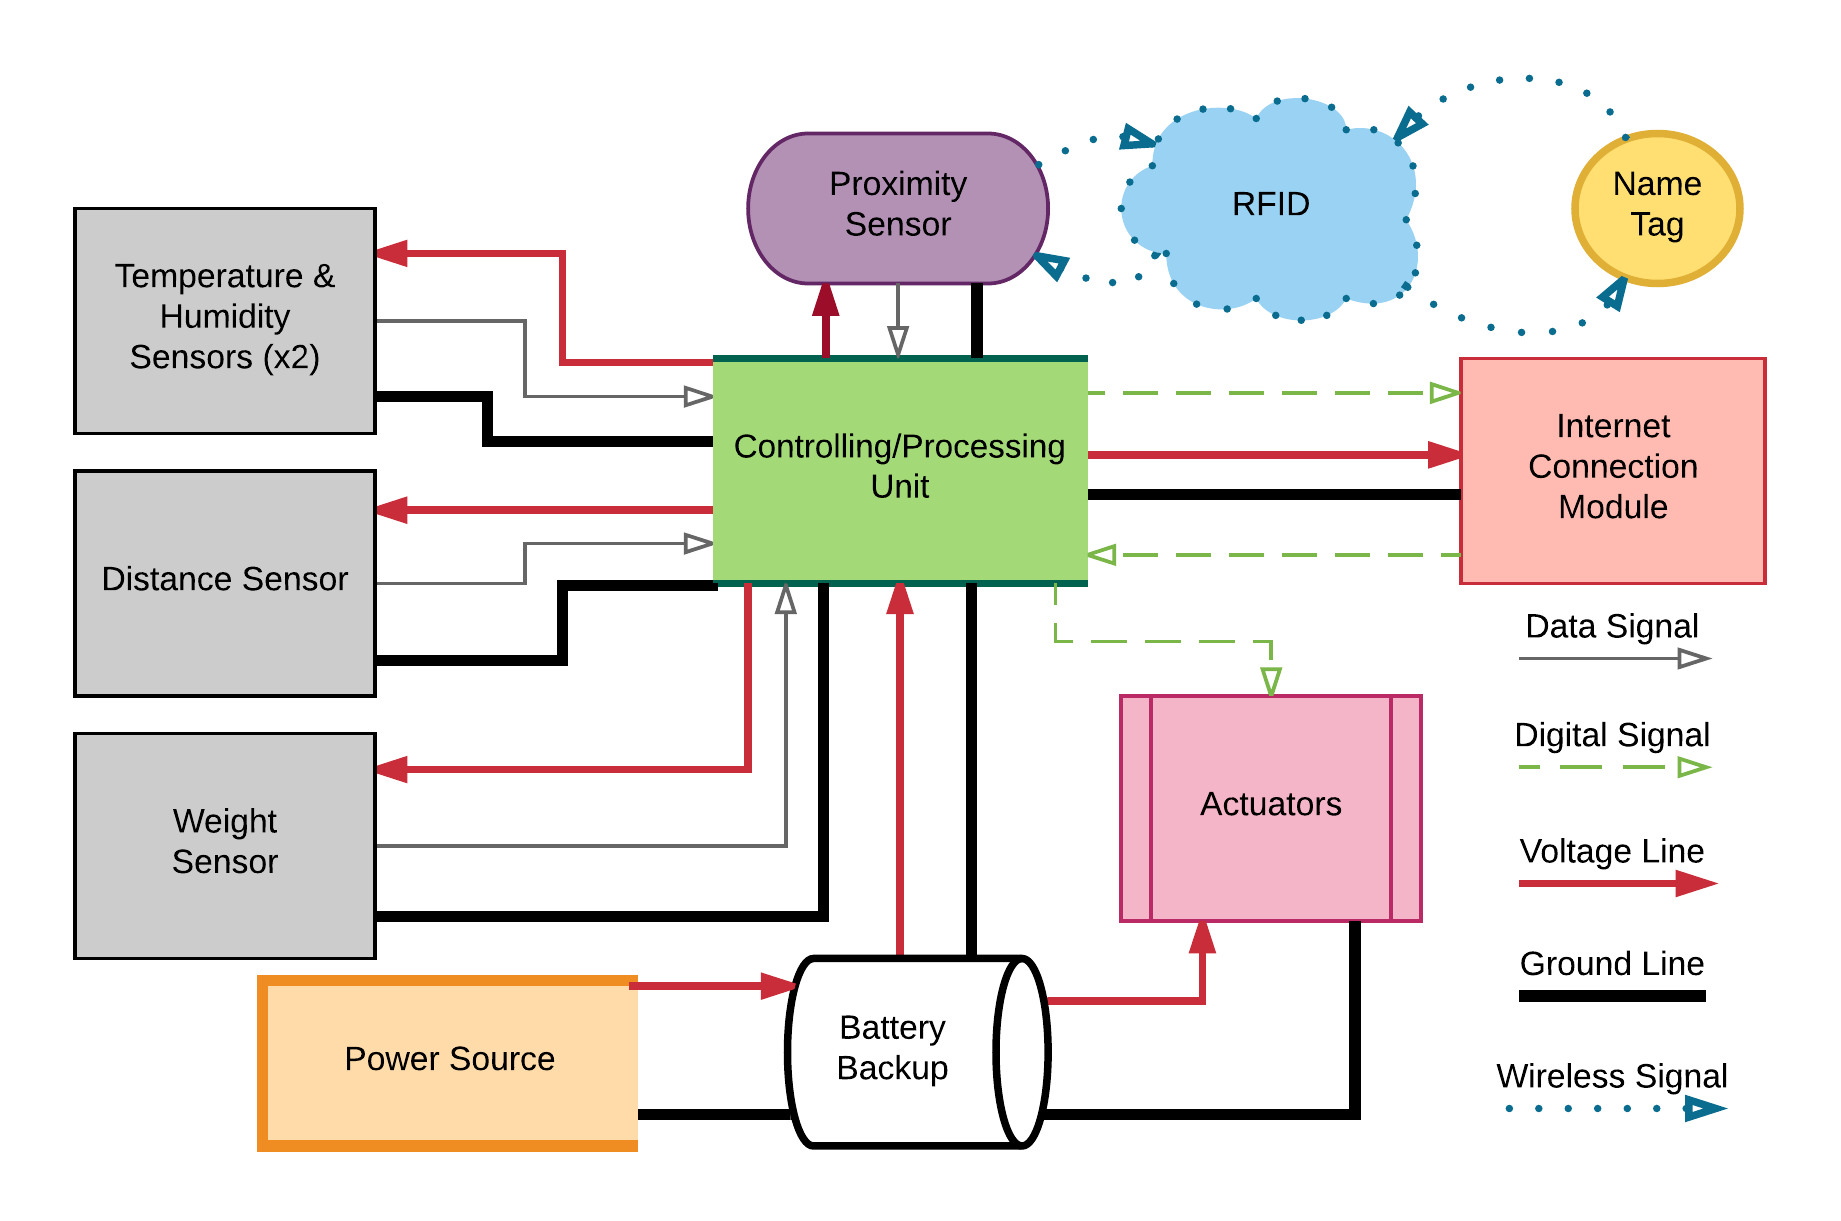 Proximity
Sensor
RFID
Name
Tag
Temperature &
Humidity
Sensors (x2)
Controlling/Processing
Unit
Internet
Connection
Module
Distance Sensor
Data Signal
Digital Signal
Weight
Sensor
Actuators
Voltage Line
Ground Line
Power Source
Battery
Backup
Wireless Signal